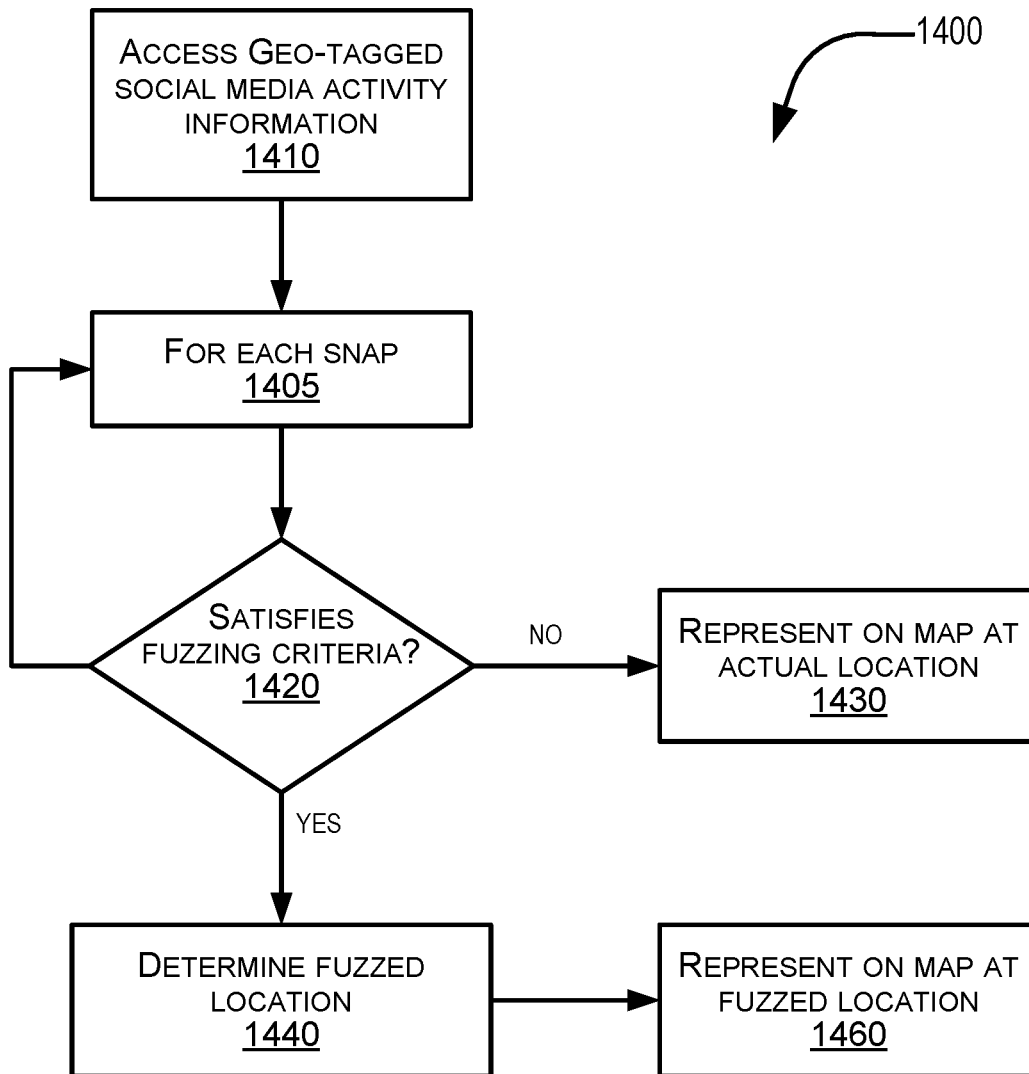 1400
ACCESS GEO-TAGGED
SOCIAL MEDIA ACTIVITY
INFORMATION
1410
FOR EACH SNAP
1405
SATISFIES
FUZZING CRITERIA?
1420
NO
REPRESENT ON MAP AT
ACTUAL LOCATION
1430
YES
DETERMINE FUZZED
LOCATION
1440
REPRESENT ON MAP AT
FUZZED LOCATION
1460